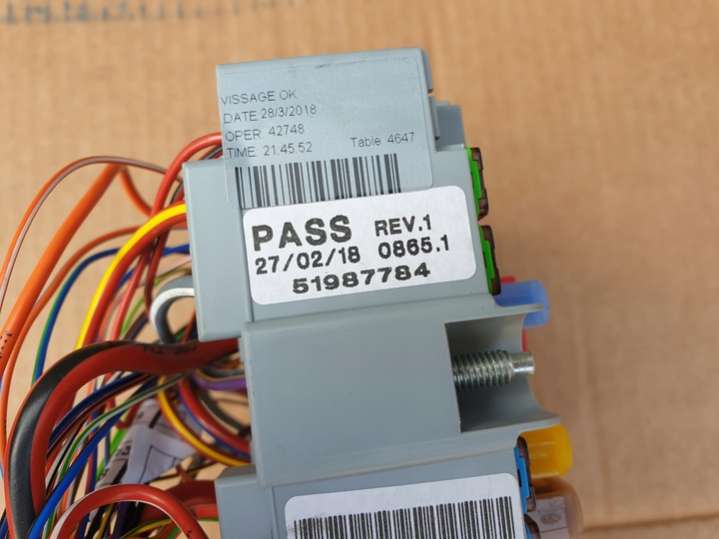 VISSAGE OK
DATE 28/3/2018
OPER 42748
TIME 21.45.52 Table 4647
PASS REV.1
27/02/18 0865.1
51987784